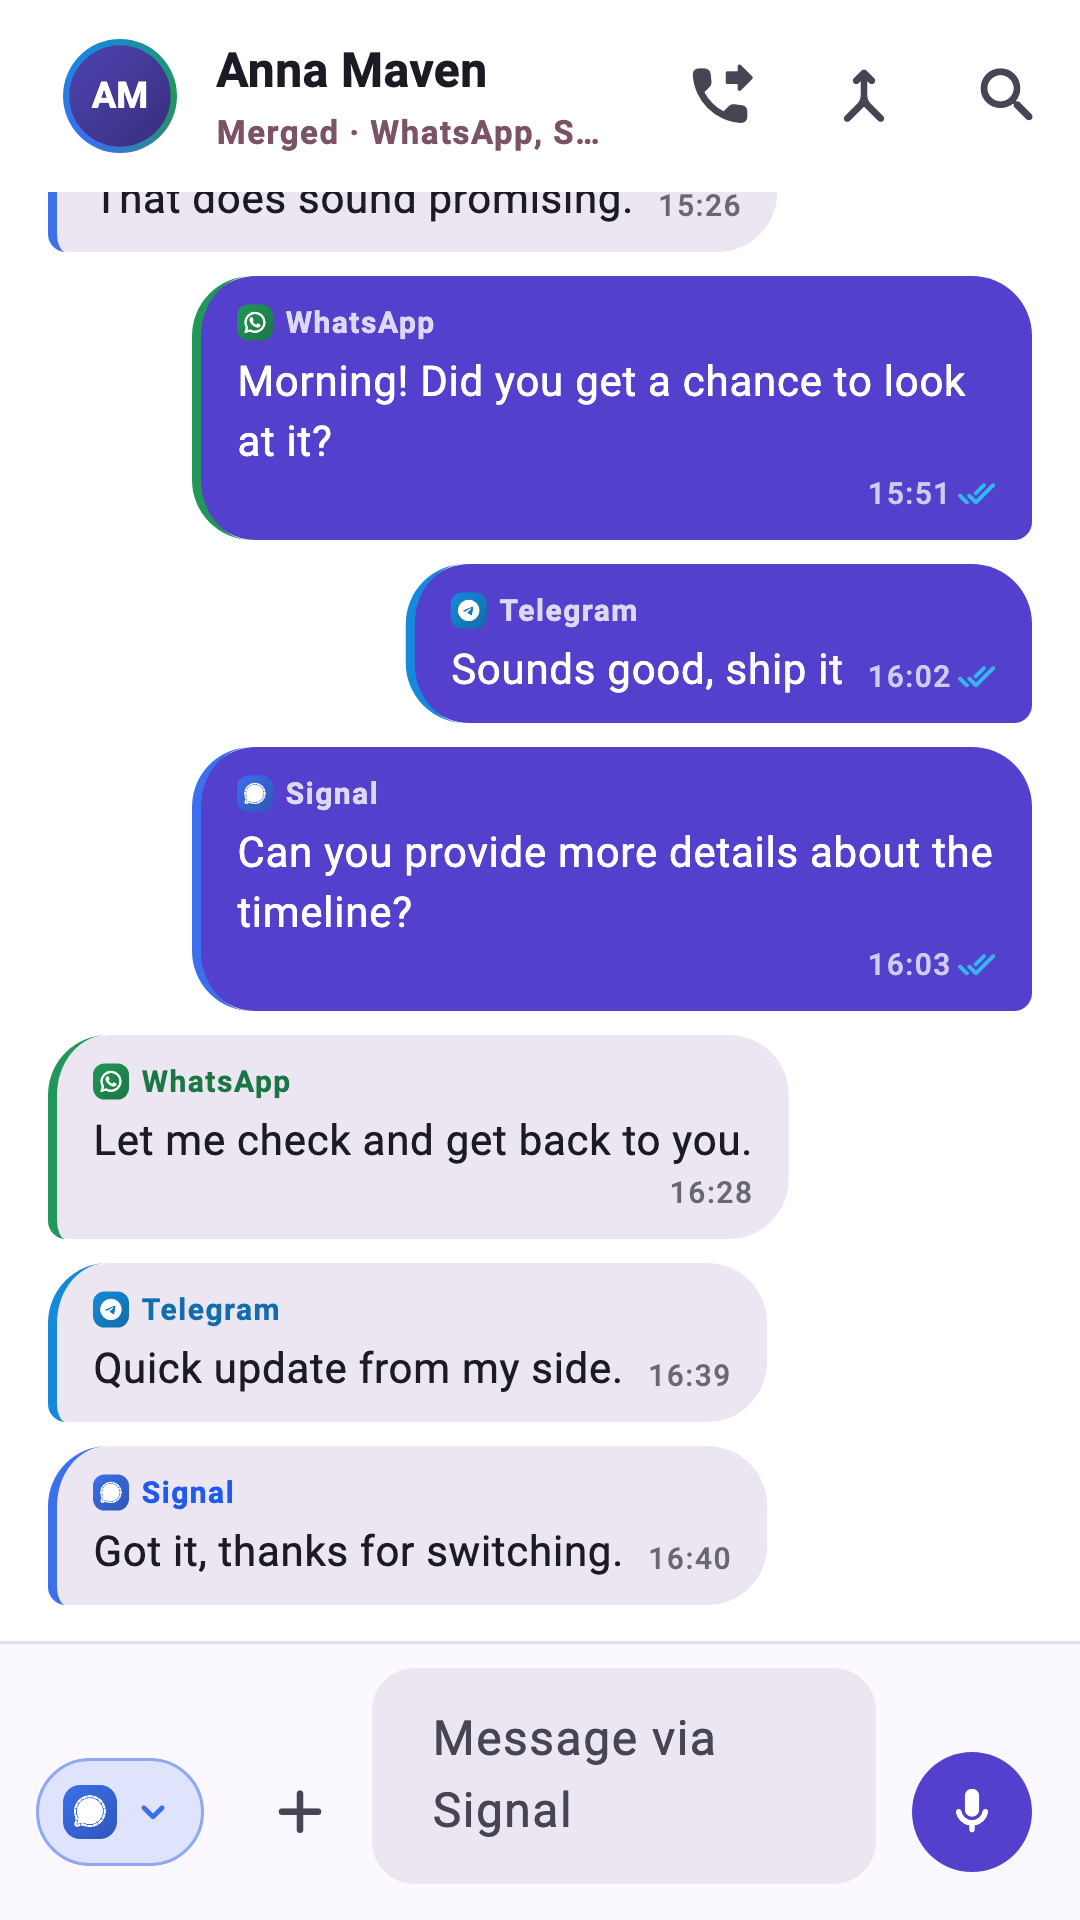 AM
Anna Maven
Merged · WhatsApp, S…
That does sound promising. 15:26
WhatsApp
Morning! Did you get a chance to look
at it?
15:51
Telegram
Sounds good, ship it 16:02
Signal
Can you provide more details about the
timeline?
16:03
WhatsApp
Let me check and get back to you.
16:28
Telegram
Quick update from my side. 16:39
Signal
Got it, thanks for switching. 16:40
Message via
Signal